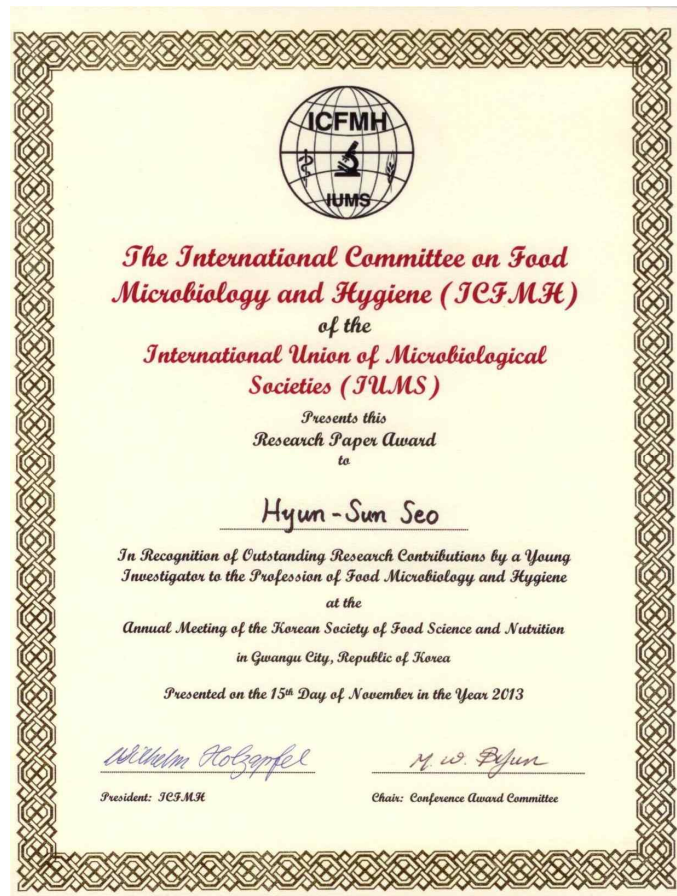 ICFMH
IUMS
The International Committee on Food
Microbiology and Hygiene (ICFMH)
of the
International Union of Microbiological
Societies (IUMS)
Presents this
Research Paper Award
to
Hyun-Sun Seo
In Recognition of Outstanding Research Contributions by a Young
Investigator to the Profession of Food Microbiology and Hygiene
at the
Annual Meeting of the Korean Society of Food Science and Nutrition
in Gwangu City, Republic of Korea
Presented on the 15th Day of November in the Year 2013
Wilhelm Holzapfel M. W. Byun
President: ICFMH Chair: Conference Award Committee